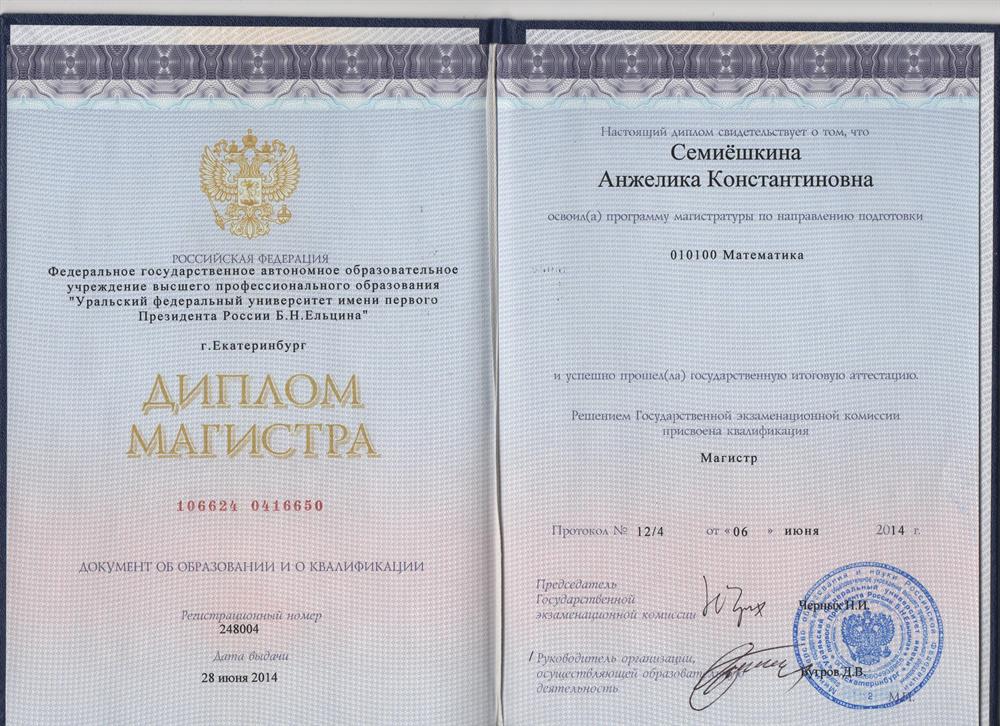 РОССИЙСКАЯ ФЕДЕРАЦИЯ
Федеральное государственное автономное образовательное
учреждение высшего профессионального образования
"Уральский федеральный университет имени первого
Президента России Б.Н.Ельцина"
г.Екатеринбург
ДИПЛОМ
МАГИСТРА
106624 0416650
ДОКУМЕНТ ОБ ОБРАЗОВАНИИ И О КВАЛИФИКАЦИИ
Регистрационный номер
248004
Дата выдачи
28 июня 2014
Настоящий диплом свидетельствует о том, что
Семиёшкина
Анжелика Константиновна
освоил(а) программу магистратуры по направлению подготовки
010100 Математика
и успешно прошел(ла) государственную итоговую аттестацию.
Решением Государственной экзаменационной комиссии
присвоена квалификация
Магистр
Протокол № 12/4 от «06 » июня 2014 г.
Председатель
Государственной
экзаменационной комиссии
Черных Н.И.
/ Руководитель организации,
осуществляющей образовательную
деятельность
Бугров Д.В.
М.П.